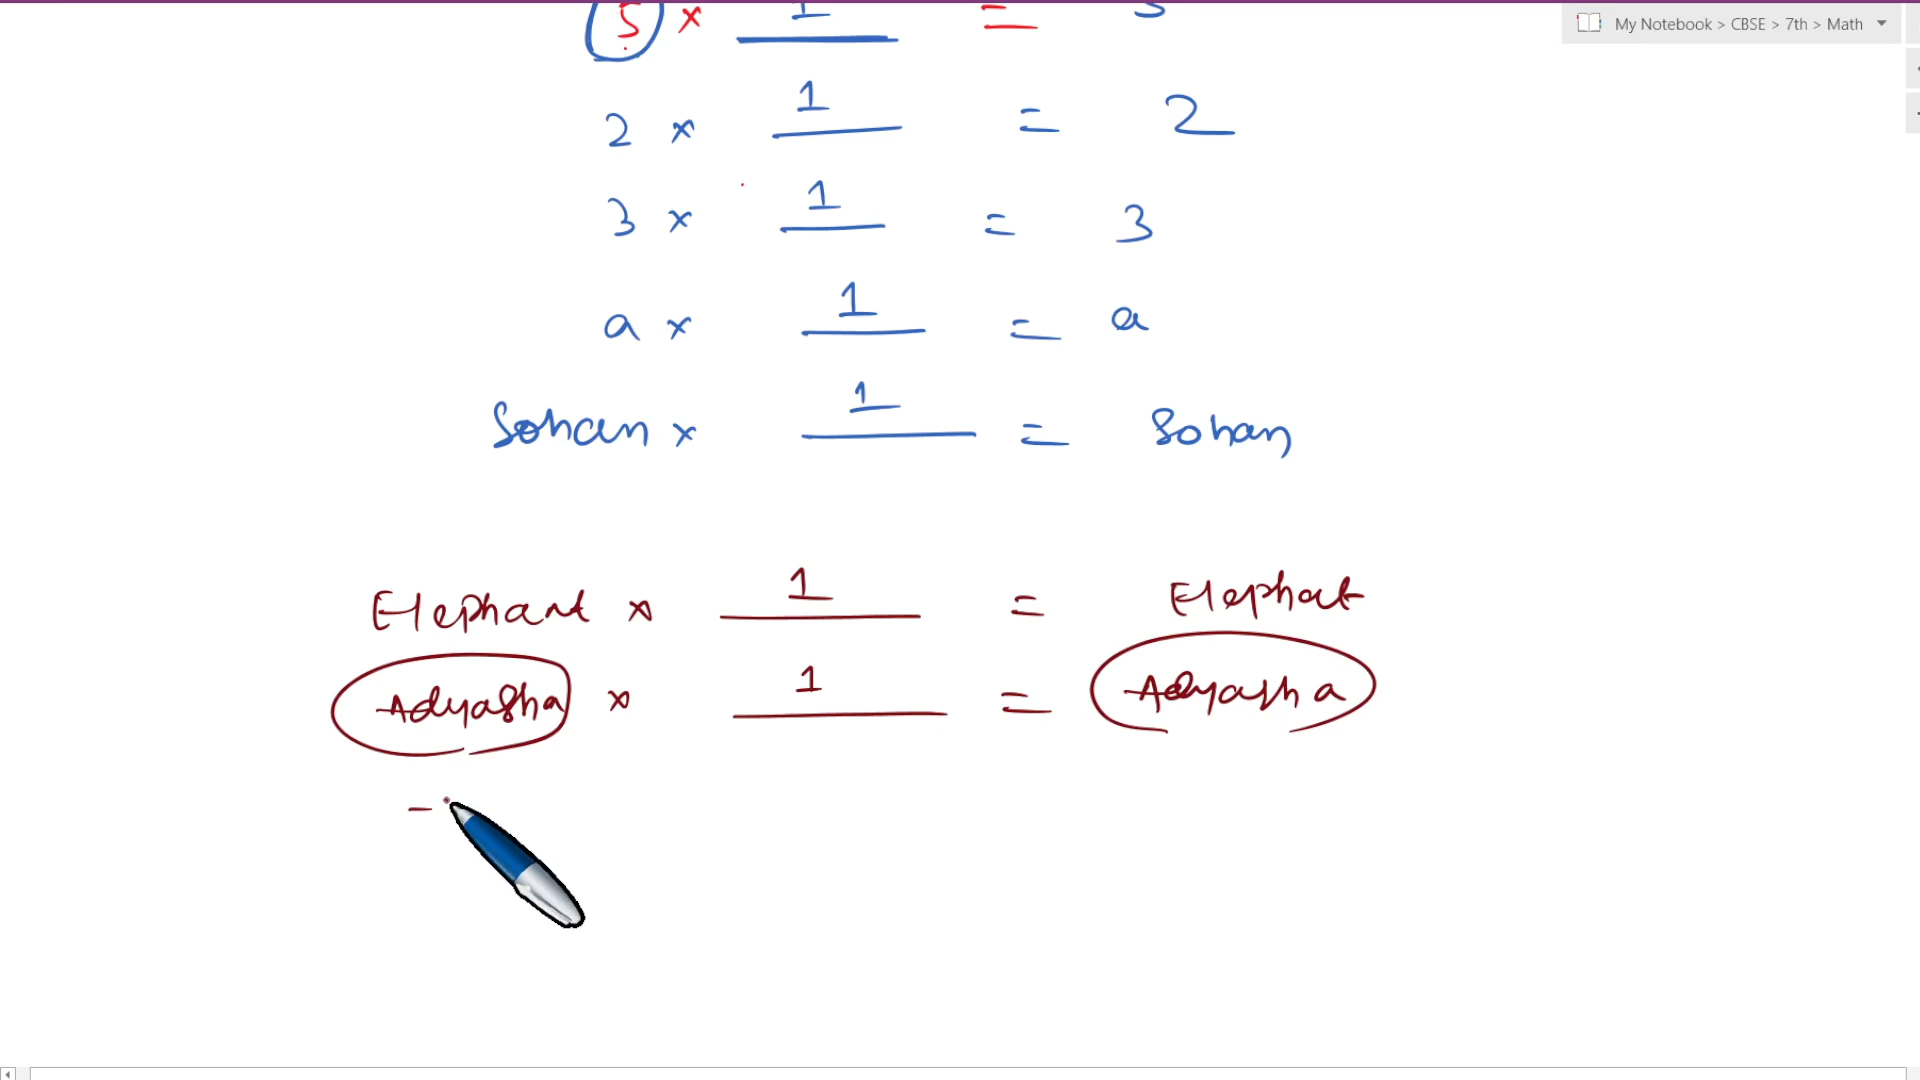 My Notebook > CBSE > 7th > Math
5 × 1 = 5
2 × 1 = 2
3 × 1 = 3
a × 1 = a
Sohan × 1 = Sohan
Elephant × 1 = Elephat
Adyasha × 1 = Adyasha
-